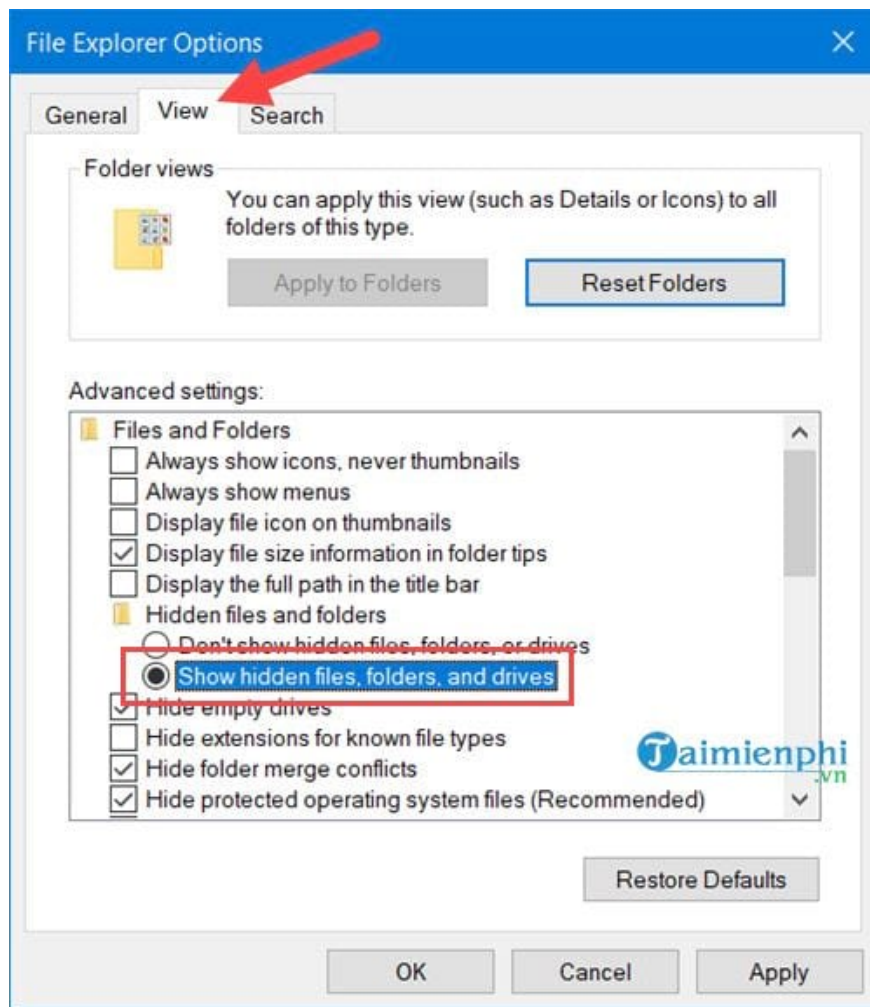 File Explorer Options
General
View
Search
Folder views
You can apply this view (such as Details or Icons) to all
folders of this type.
Apply to Folders
Reset Folders
Advanced settings:
Files and Folders
Always show icons, never thumbnails
Always show menus
Display file icon on thumbnails
Display file size information in folder tips
Display the full path in the title bar
Hidden files and folders
Don't show hidden files, folders, or drives
Show hidden files, folders, and drives
Hide empty drives
Hide extensions for known file types
Hide folder merge conflicts
Hide protected operating system files (Recommended)
Taimienphi
.vn
Restore Defaults
OK
Cancel
Apply